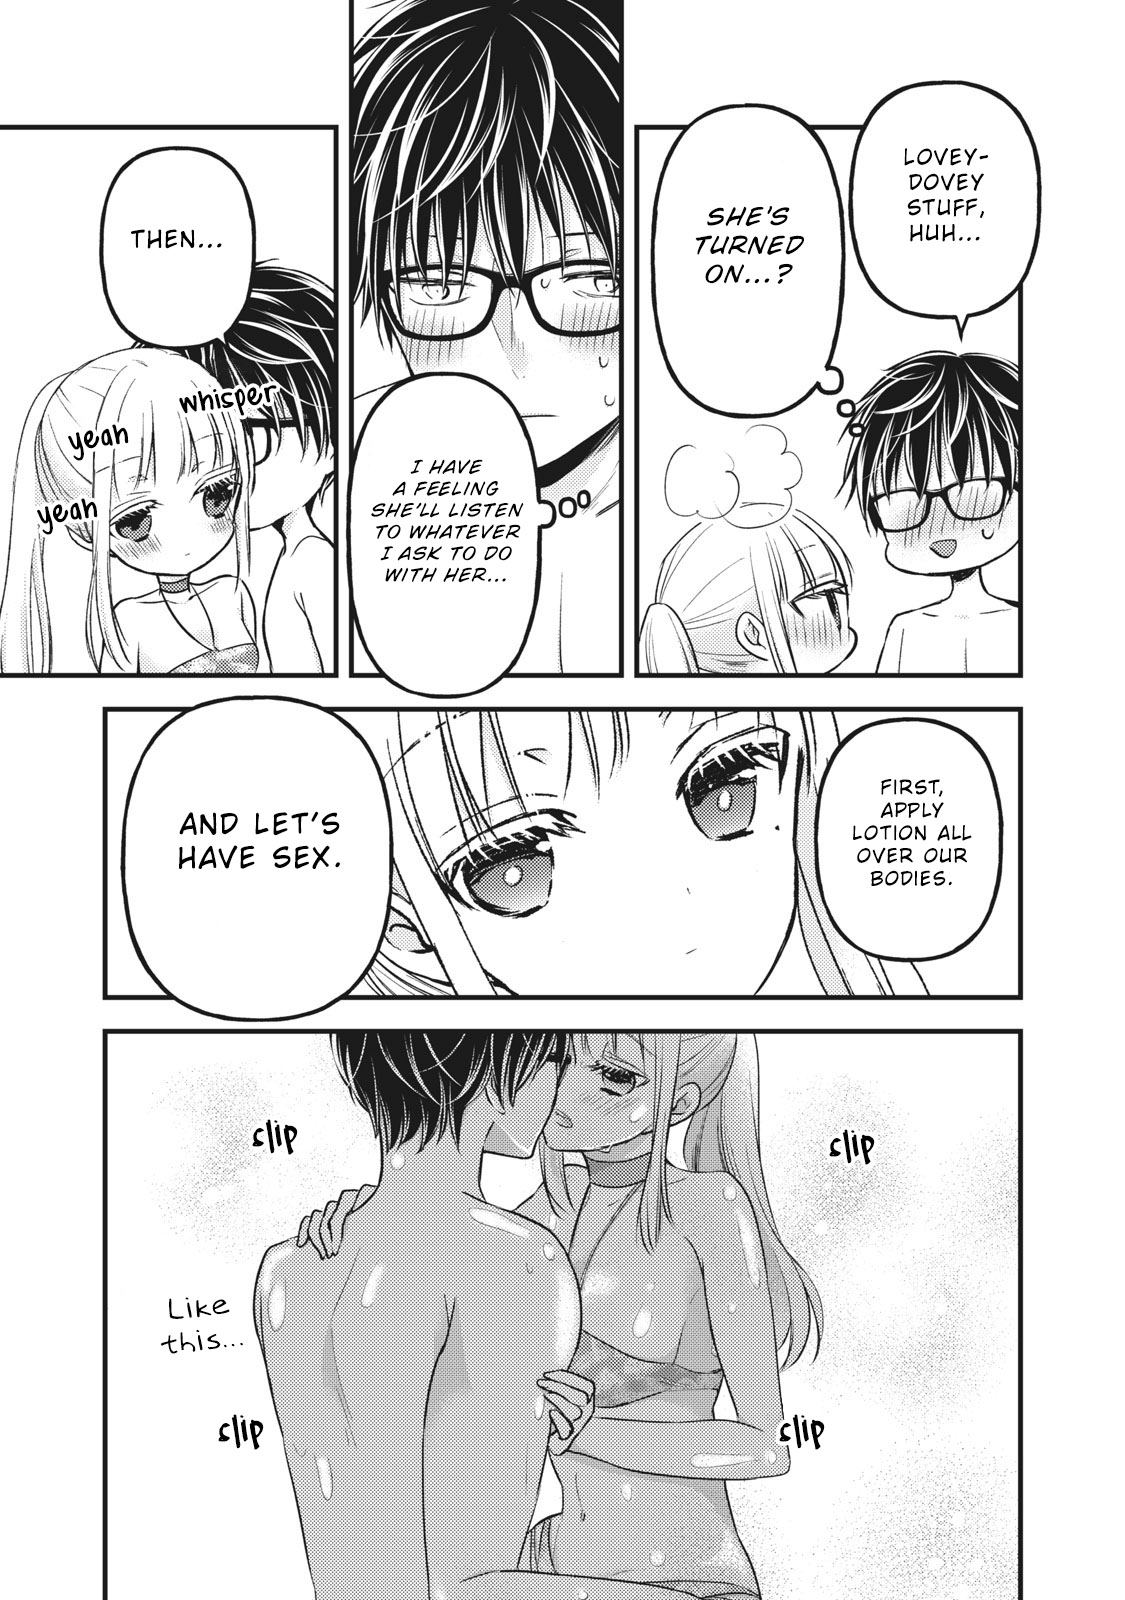 LOVEY-
DOVEY
STUFF,
HUH...
SHE'S
TURNED
ON...?
I HAVE
A FEELING
SHE'LL LISTEN
TO WHATEVER
I ASK TO DO
WITH HER...
THEN...
whisper
yeah
yeah
FIRST,
APPLY
LOTION ALL
OVER OUR
BODIES.
AND LET'S
HAVE SEX.
slip
slip
Like
this...
slip
slip